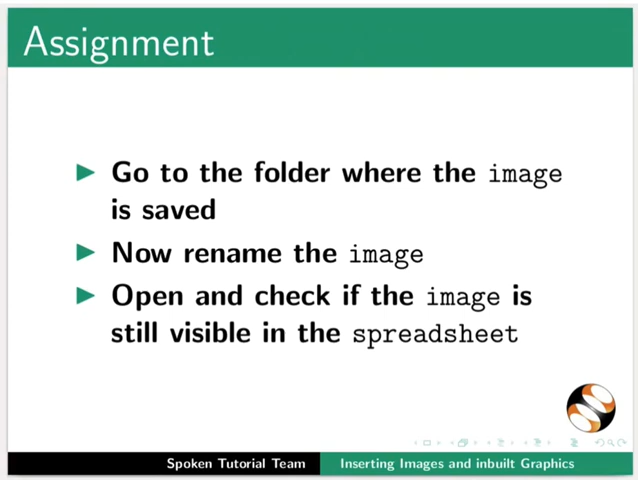 Assignment
Go to the folder where the image
is saved
Now rename the image
Open and check if the image is
still visible in the spreadsheet
Spoken Tutorial Team
Inserting Images and inbuilt Graphics